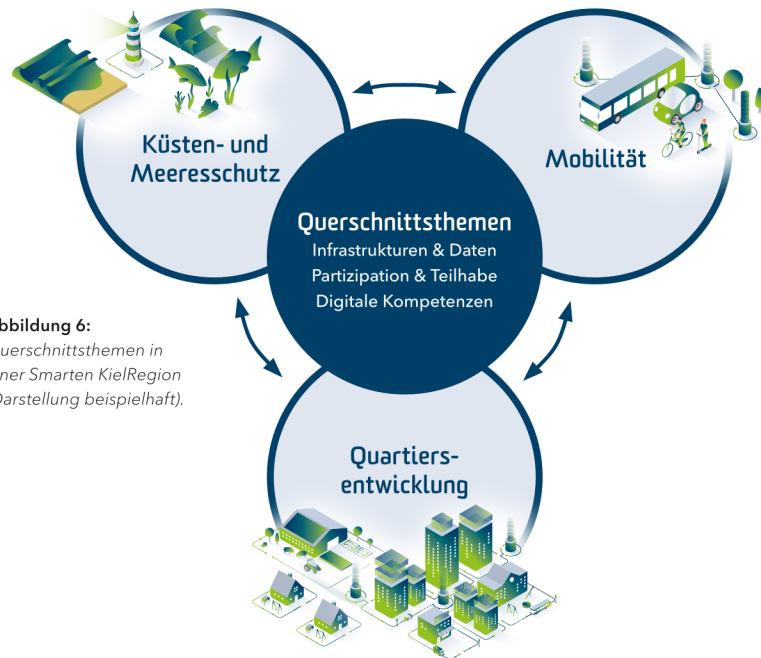 Küsten- und
Meeresschutz
Mobilität
Querschnittsthemen
Infrastrukturen & Daten
Partizipation & Teilhabe
Digitale Kompetenzen
bbildung 6:
uerschnittsthemen in
ner Smarten KielRegion
Darstellung beispielhaft).
Quartiers-
entwicklung